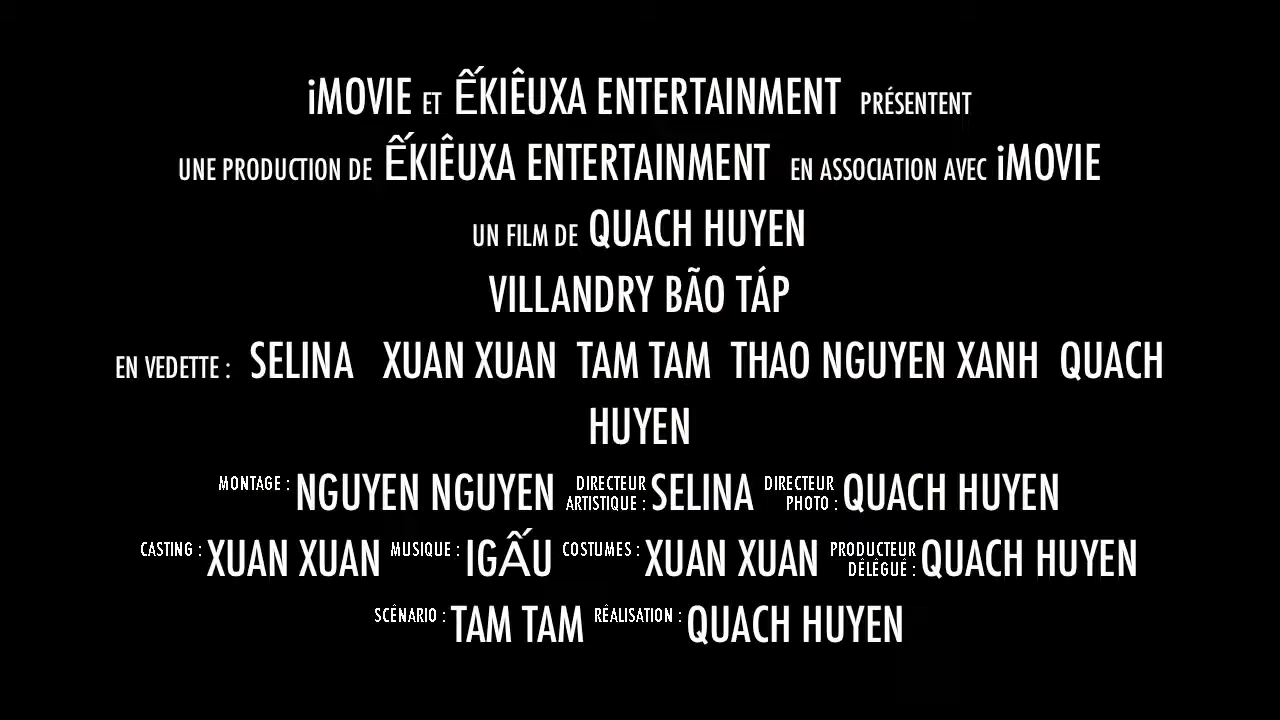 iMOVIE ET ẾKIÊUXA ENTERTAINMENT PRÉSENTENT
UNE PRODUCTION DE ẾKIÊUXA ENTERTAINMENT EN ASSOCIATION AVEC iMOVIE
UN FILM DE QUACH HUYEN
VILLANDRY BÃO TÁP
EN VEDETTE : SELINA XUAN XUAN TAM TAM THAO NGUYEN XANH QUACH
HUYEN
MONTAGE : NGUYEN NGUYEN DIRECTEUR ARTISTIQUE : SELINA DIRECTEUR PHOTO : QUACH HUYEN
CASTING : XUAN XUAN MUSIQUE : IGẤU COSTUMES : XUAN XUAN PRODUCTEUR DÉLÉGUÉ : QUACH HUYEN
SCÉNARIO : TAM TAM RÉALISATION : QUACH HUYEN